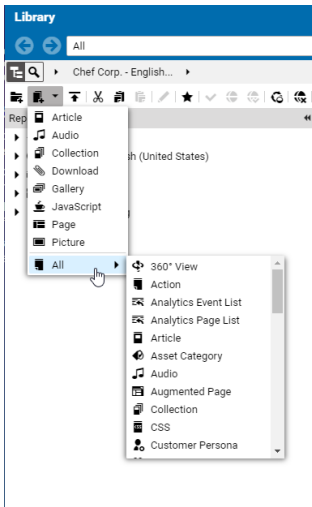 Library
All
Chef Corp. - English...
Rep
Article
Audio
Collection
sh (United States)
Download
Gallery
JavaScript
Page
Picture
All
360° View
Action
Analytics Event List
Analytics Page List
Article
Asset Category
Audio
Augmented Page
Collection
CSS
Customer Persona